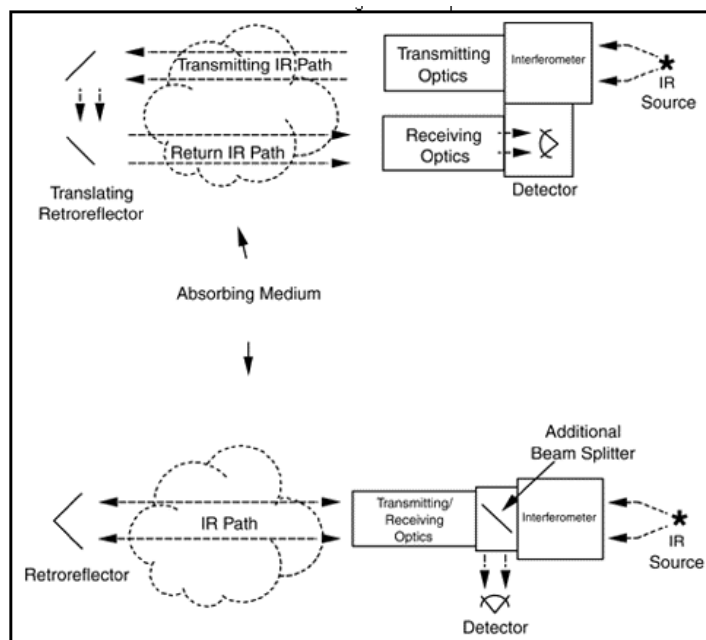 Transmitting IR Path
Transmitting
Optics
Interferometer
IR
Source
Return IR Path
Receiving
Optics
Detector
Translating
Retroreflector
Absorbing Medium
Additional
Beam Splitter
IR Path
Transmitting/
Receiving
Optics
Interferometer
IR
Source
Retroreflector
Detector